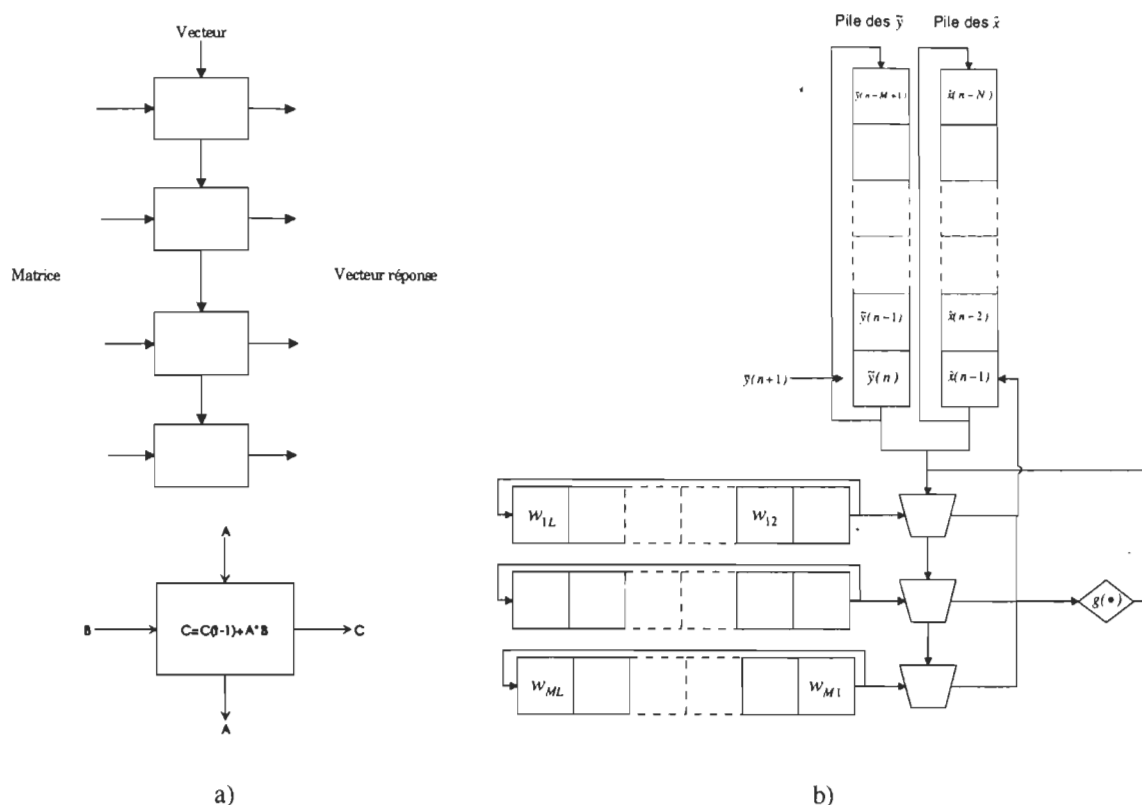 Vecteur
Matrice
Vecteur réponse
A
B
C=C(t-1)+A*B
C
A
a)
Pile des ỹ
Pile des x̂
ỹ(n-M+1)
x̂(n-N)
ỹ(n-1)
x̂(n-2)
ỹ(n+1)
ỹ(n)
x̂(n-1)
W1L
W12
g(•)
WML
WM1
b)